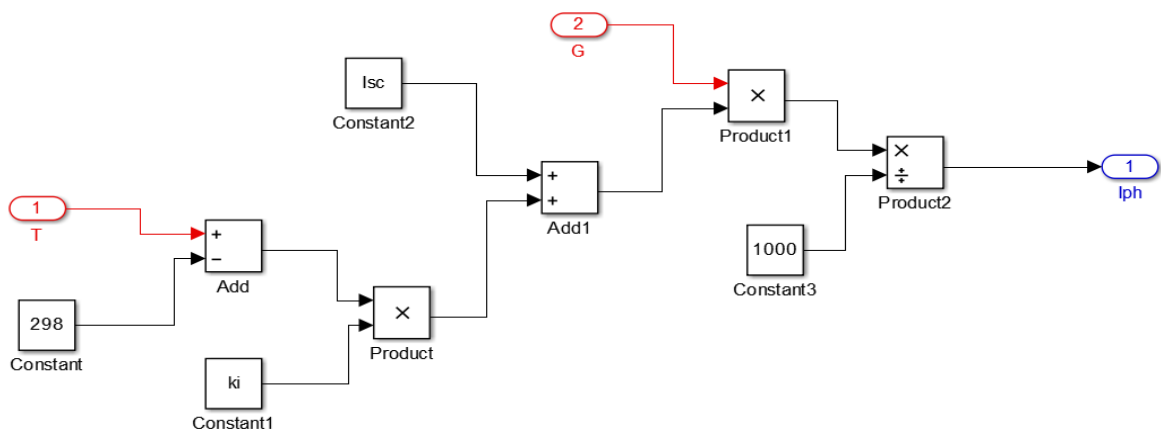 2
G
Isc
Constant2
×
Product1
×
÷
Product2
1
Iph
+
+
Add1
1
T
+
−
Add
1000
Constant3
298
Constant
×
Product
ki
Constant1